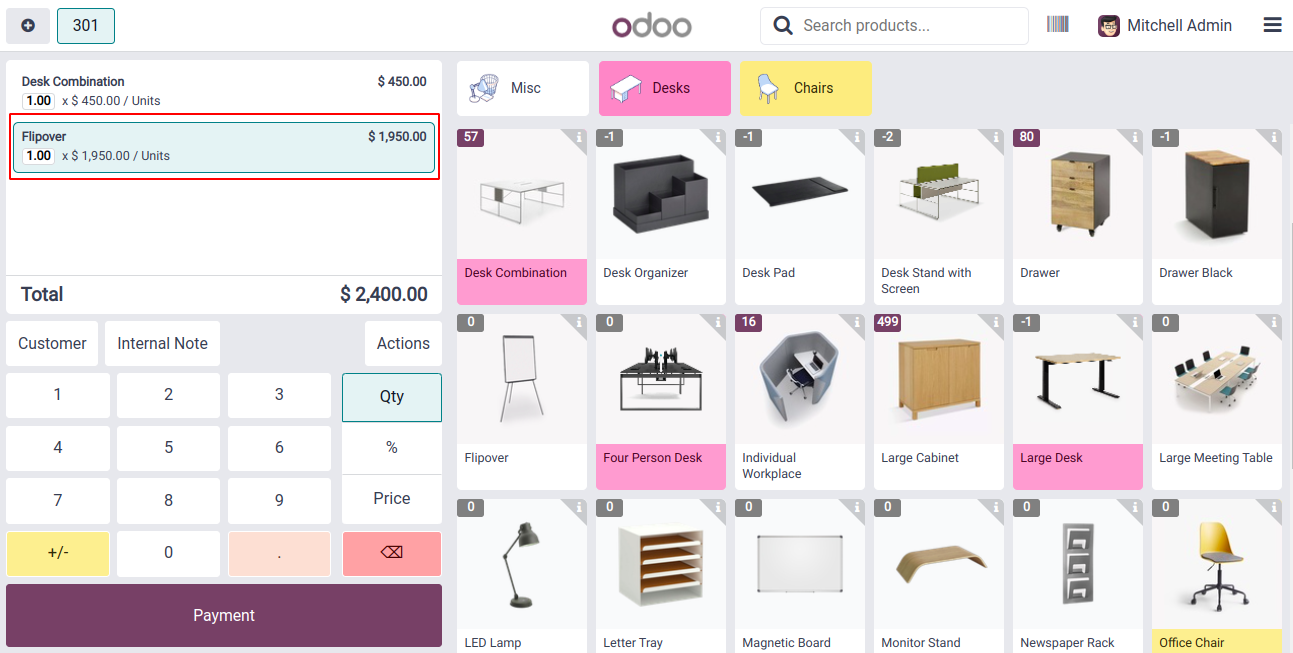 301
odoo
Search products...
Mitchell Admin
Desk Combination $ 450.00
1.00 x $ 450.00 / Units
Flipover $ 1,950.00
1.00 x $ 1,950.00 / Units
Total $ 2,400.00
Customer Internal Note Actions
1 2 3 Qty
4 5 6 %
7 8 9 Price
+/- 0 . ⌫
Payment
Misc Desks Chairs
57 -1 -1 -2 80 -1
Desk Combination
Desk Organizer
Desk Pad
Desk Stand with
Screen
Drawer
Drawer Black
0 0 16 499 -1 0
Flipover
Four Person Desk
Individual
Workplace
Large Cabinet
Large Desk
Large Meeting Table
0 0 0 0 0 0
LED Lamp
Letter Tray
Magnetic Board
Monitor Stand
Newspaper Rack
Office Chair